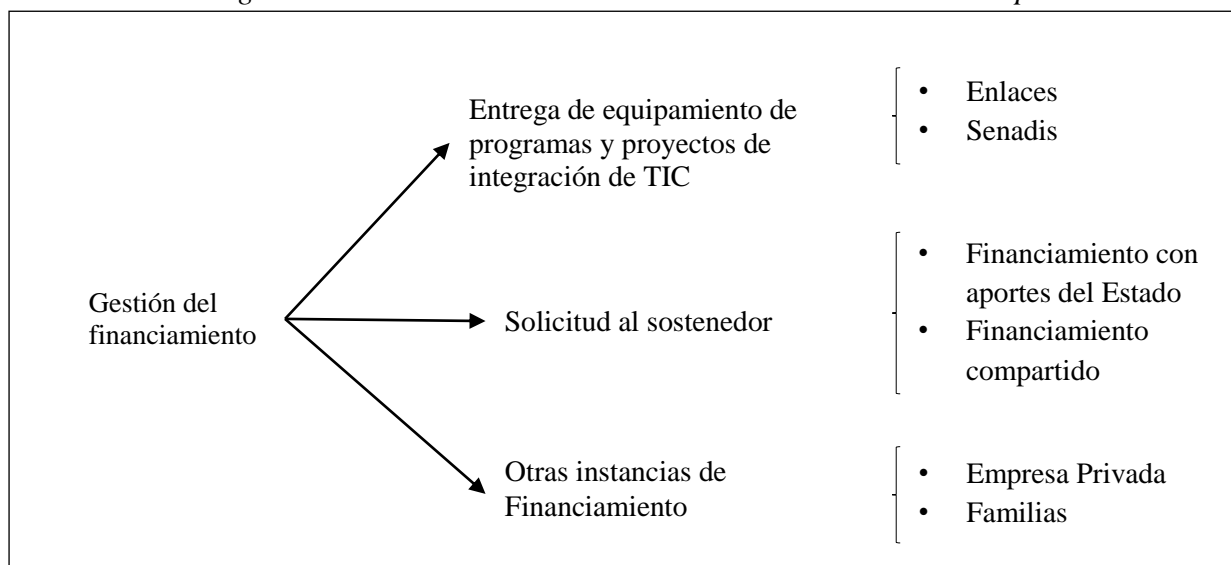 Entrega de equipamiento de
programas y proyectos de
integración de TIC
• Enlaces
• Senadis
Gestión del
financiamiento
Solicitud al sostenedor
• Financiamiento con
aportes del Estado
• Financiamiento
compartido
Otras instancias de
Financiamiento
• Empresa Privada
• Familias